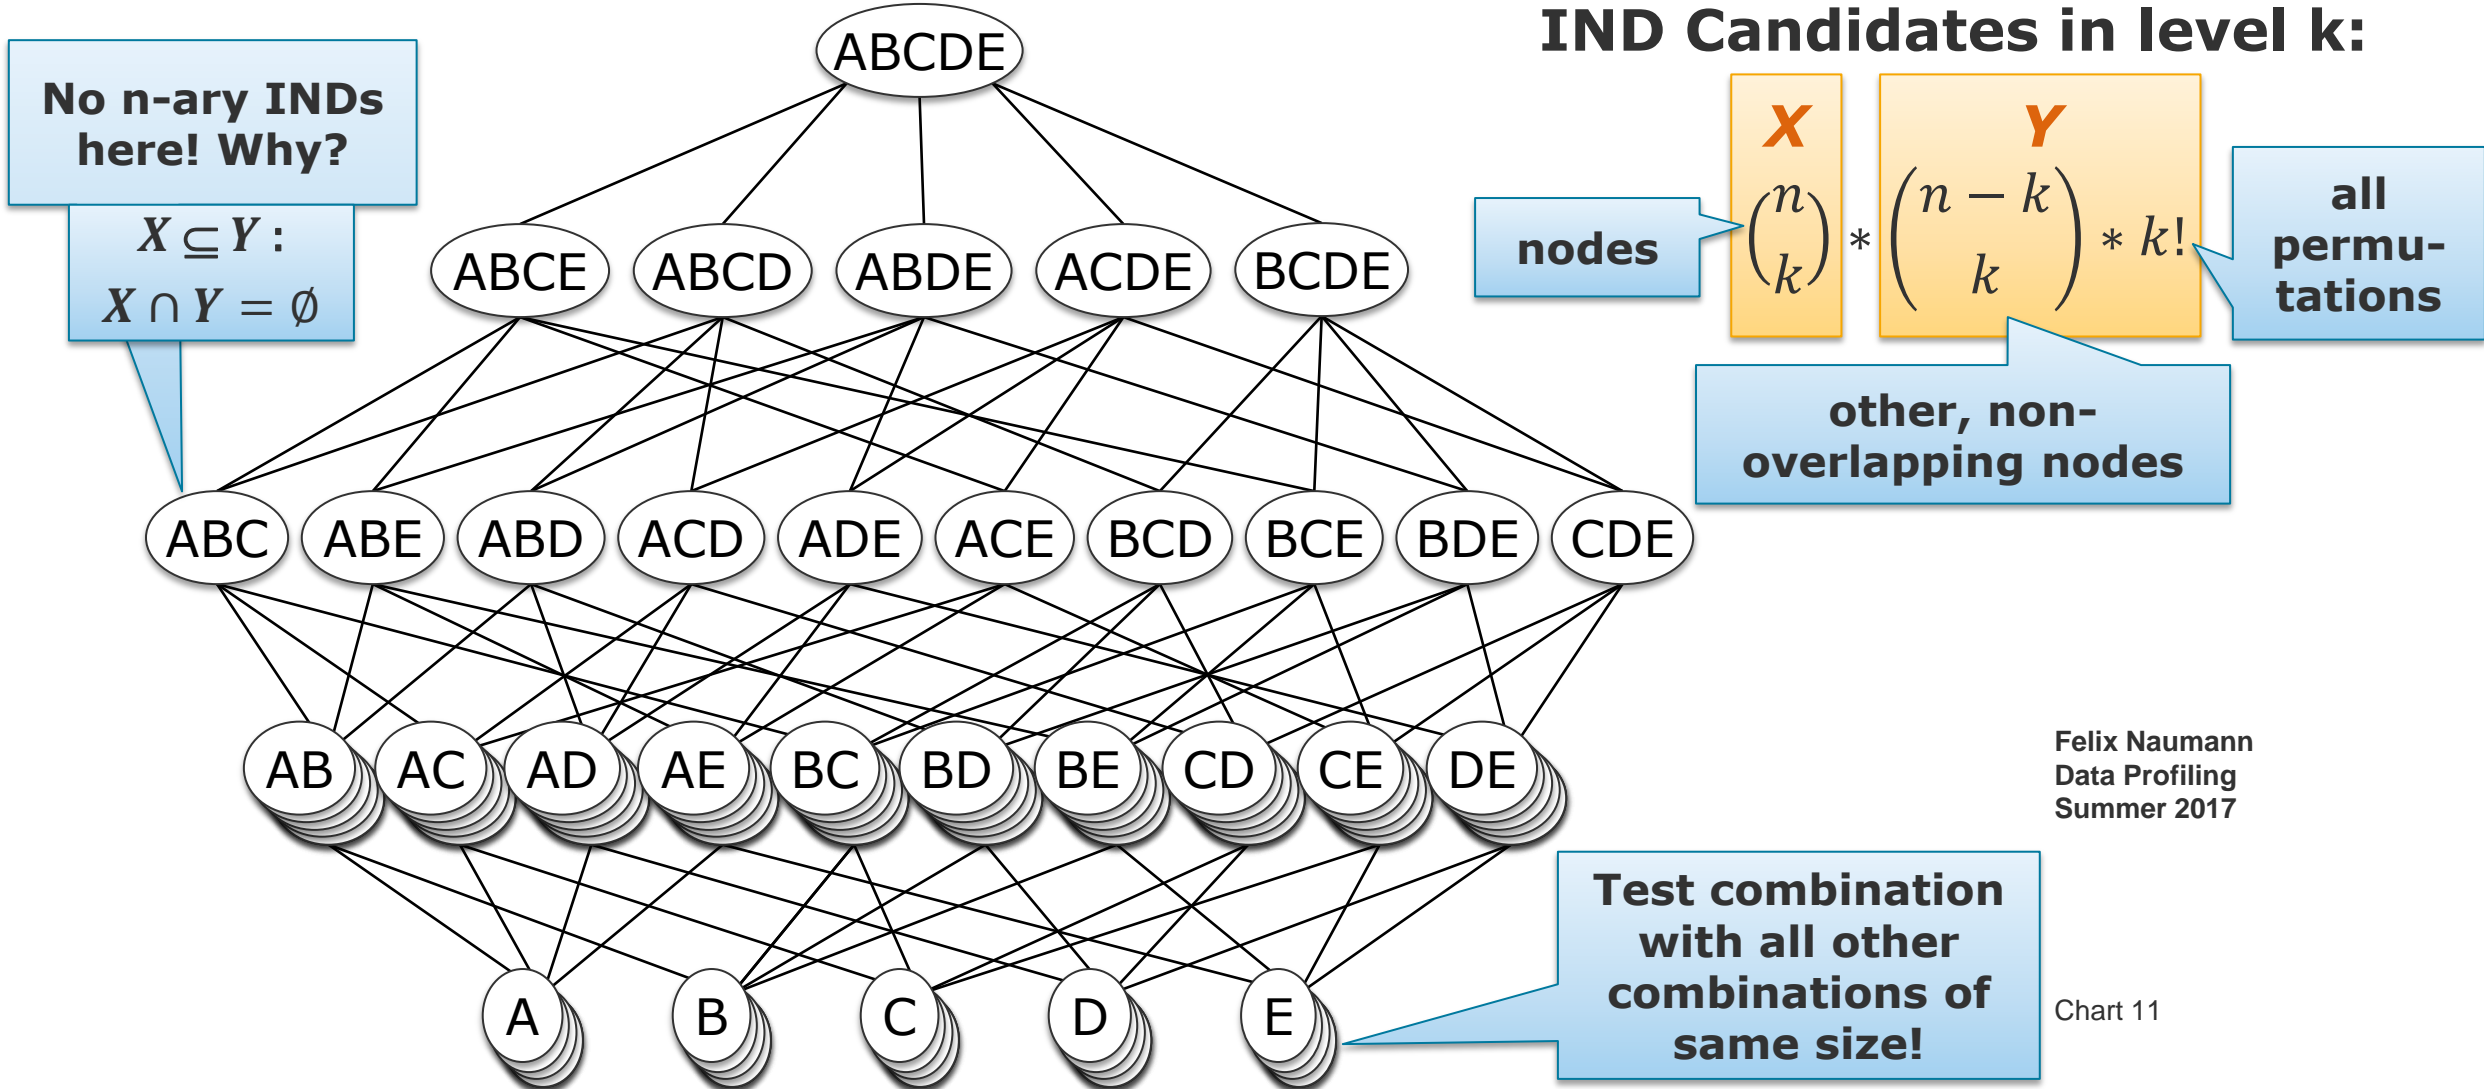 IND Candidates in level k:
No n-ary INDs
here! Why?
X ⊆ Y :
X ∩ Y = ∅
X
Y
nodes
(n k) * (n − k k) * k!
all
permu-
tations
other, non-
overlapping nodes
ABCDE
ABCE ABCD ABDE ACDE BCDE
ABC ABE ABD ACD ADE ACE BCD BCE BDE CDE
AB AC AD AE BC BD BE CD CE DE
A B C D E
Test combination
with all other
combinations of
same size!
Felix Naumann
Data Profiling
Summer 2017
Chart 11